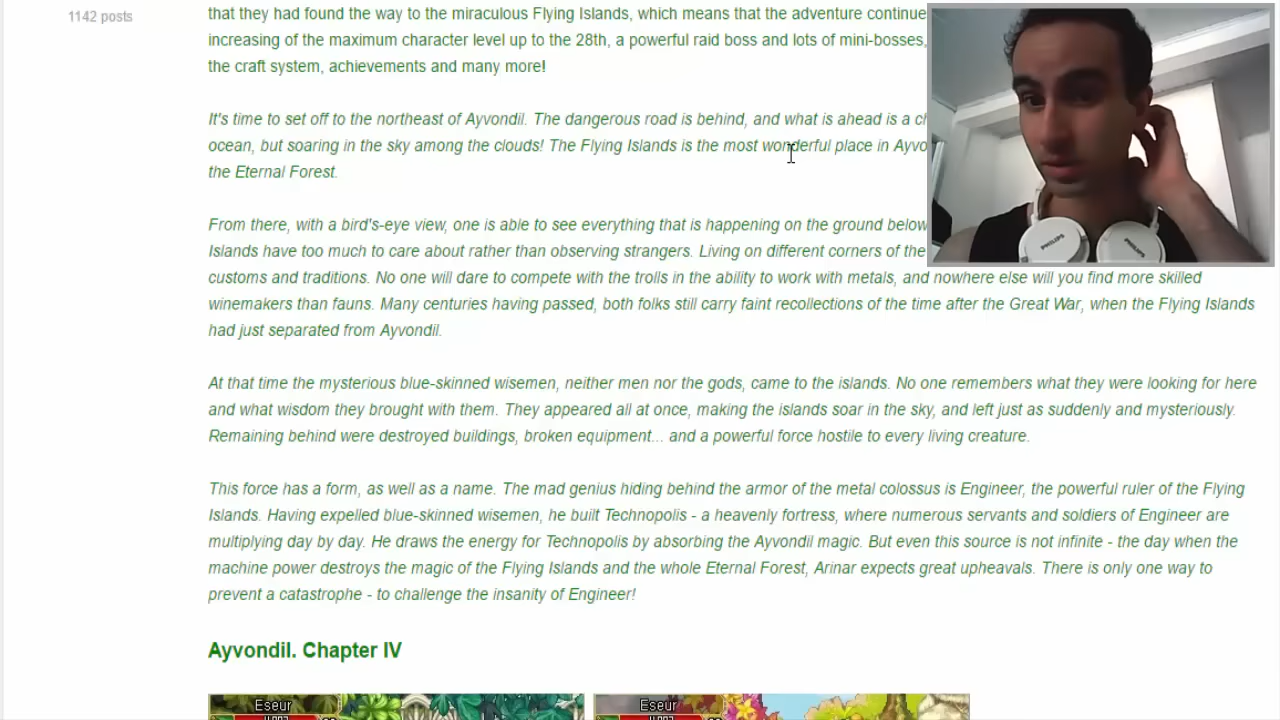 1142 posts
that they had found the way to the miraculous Flying Islands, which means that the adventure continue
increasing of the maximum character level up to the 28th, a powerful raid boss and lots of mini-bosses,
the craft system, achievements and many more!
It's time to set off to the northeast of Ayvondil. The dangerous road is behind, and what is ahead is a
ocean, but soaring in the sky among the clouds! The Flying Islands is the most wonderful place in Ayvo
the Eternal Forest.
From there, with a bird's-eye view, one is able to see everything that is happening on the ground below
Islands have too much to care about rather than observing strangers. Living on different corners of the
customs and traditions. No one will dare to compete with the trolls in the ability to work with metals, and nowhere else will you find more skilled
winemakers than fauns. Many centuries having passed, both folks still carry faint recollections of the time after the Great War, when the Flying Islands
had just separated from Ayvondil.
At that time the mysterious blue-skinned wisemen, neither men nor the gods, came to the islands. No one remembers what they were looking for here
and what wisdom they brought with them. They appeared all at once, making the islands soar in the sky, and left just as suddenly and mysteriously.
Remaining behind were destroyed buildings, broken equipment... and a powerful force hostile to every living creature.
This force has a form, as well as a name. The mad genius hiding behind the armor of the metal colossus is Engineer, the powerful ruler of the Flying
Islands. Having expelled blue-skinned wisemen, he built Technopolis - a heavenly fortress, where numerous servants and soldiers of Engineer are
multiplying day by day. He draws the energy for Technopolis by absorbing the Ayvondil magic. But even this source is not infinite - the day when the
machine power destroys the magic of the Flying Islands and the whole Eternal Forest, Arinar expects great upheavals. There is only one way to
prevent a catastrophe - to challenge the insanity of Engineer!
Ayvondil. Chapter IV
Eseur
Eseur
PHILIPS
PHILIPS